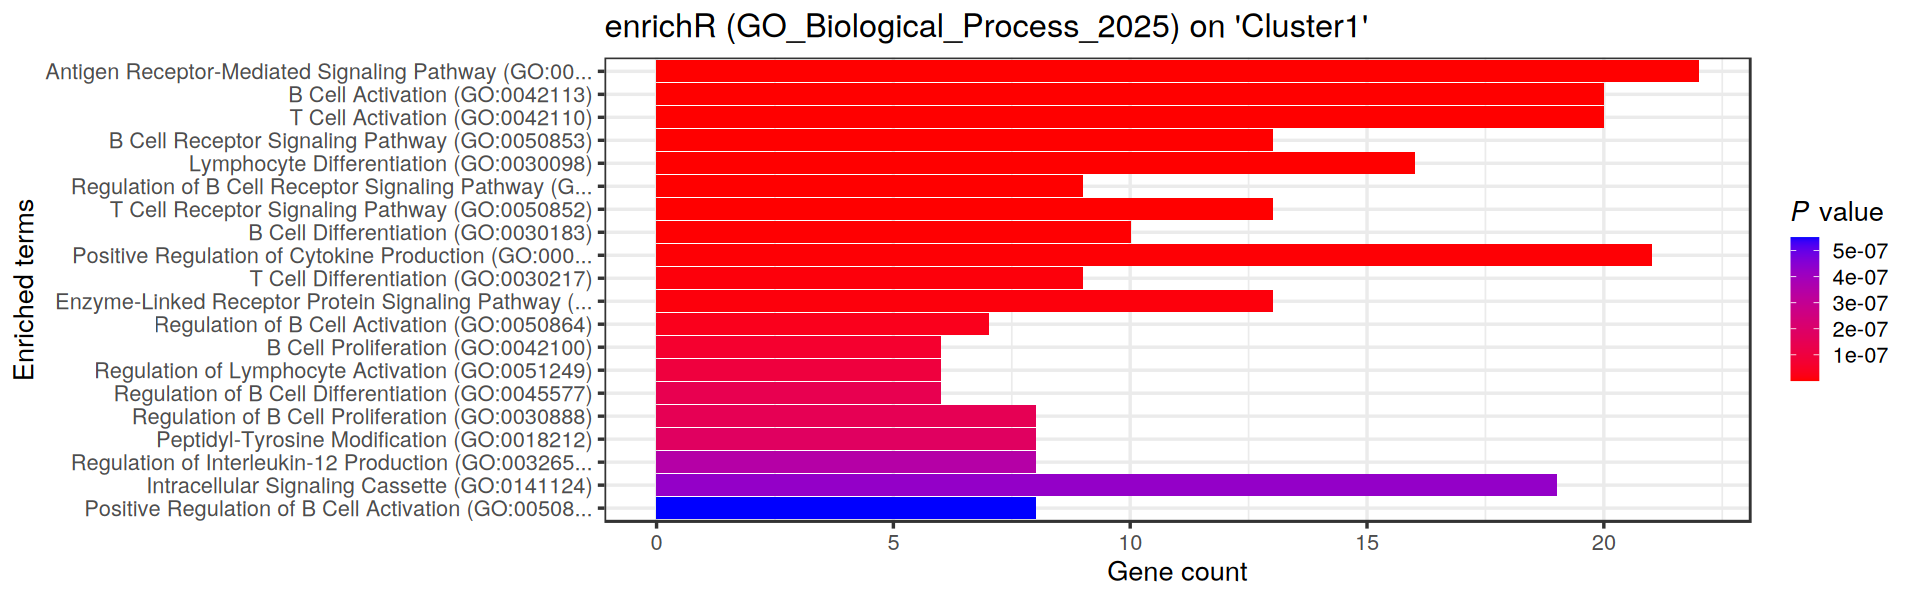 enrichR (GO_Biological_Process_2025) on 'Cluster1'
Antigen Receptor-Mediated Signaling Pathway (GO:00...
B Cell Activation (GO:0042113)
T Cell Activation (GO:0042110)
B Cell Receptor Signaling Pathway (GO:0050853)
Lymphocyte Differentiation (GO:0030098)
Regulation of B Cell Receptor Signaling Pathway (G...
T Cell Receptor Signaling Pathway (GO:0050852)
B Cell Differentiation (GO:0030183)
Positive Regulation of Cytokine Production (GO:000...
T Cell Differentiation (GO:0030217)
Enzyme-Linked Receptor Protein Signaling Pathway (...
Regulation of B Cell Activation (GO:0050864)
B Cell Proliferation (GO:0042100)
Regulation of Lymphocyte Activation (GO:0051249)
Regulation of B Cell Differentiation (GO:0045577)
Regulation of B Cell Proliferation (GO:0030888)
Peptidyl-Tyrosine Modification (GO:0018212)
Regulation of Interleukin-12 Production (GO:003265...
Intracellular Signaling Cassette (GO:0141124)
Positive Regulation of B Cell Activation (GO:00508...
Enriched terms
0 5 10 15 20
Gene count
P value
5e-07
4e-07
3e-07
2e-07
1e-07